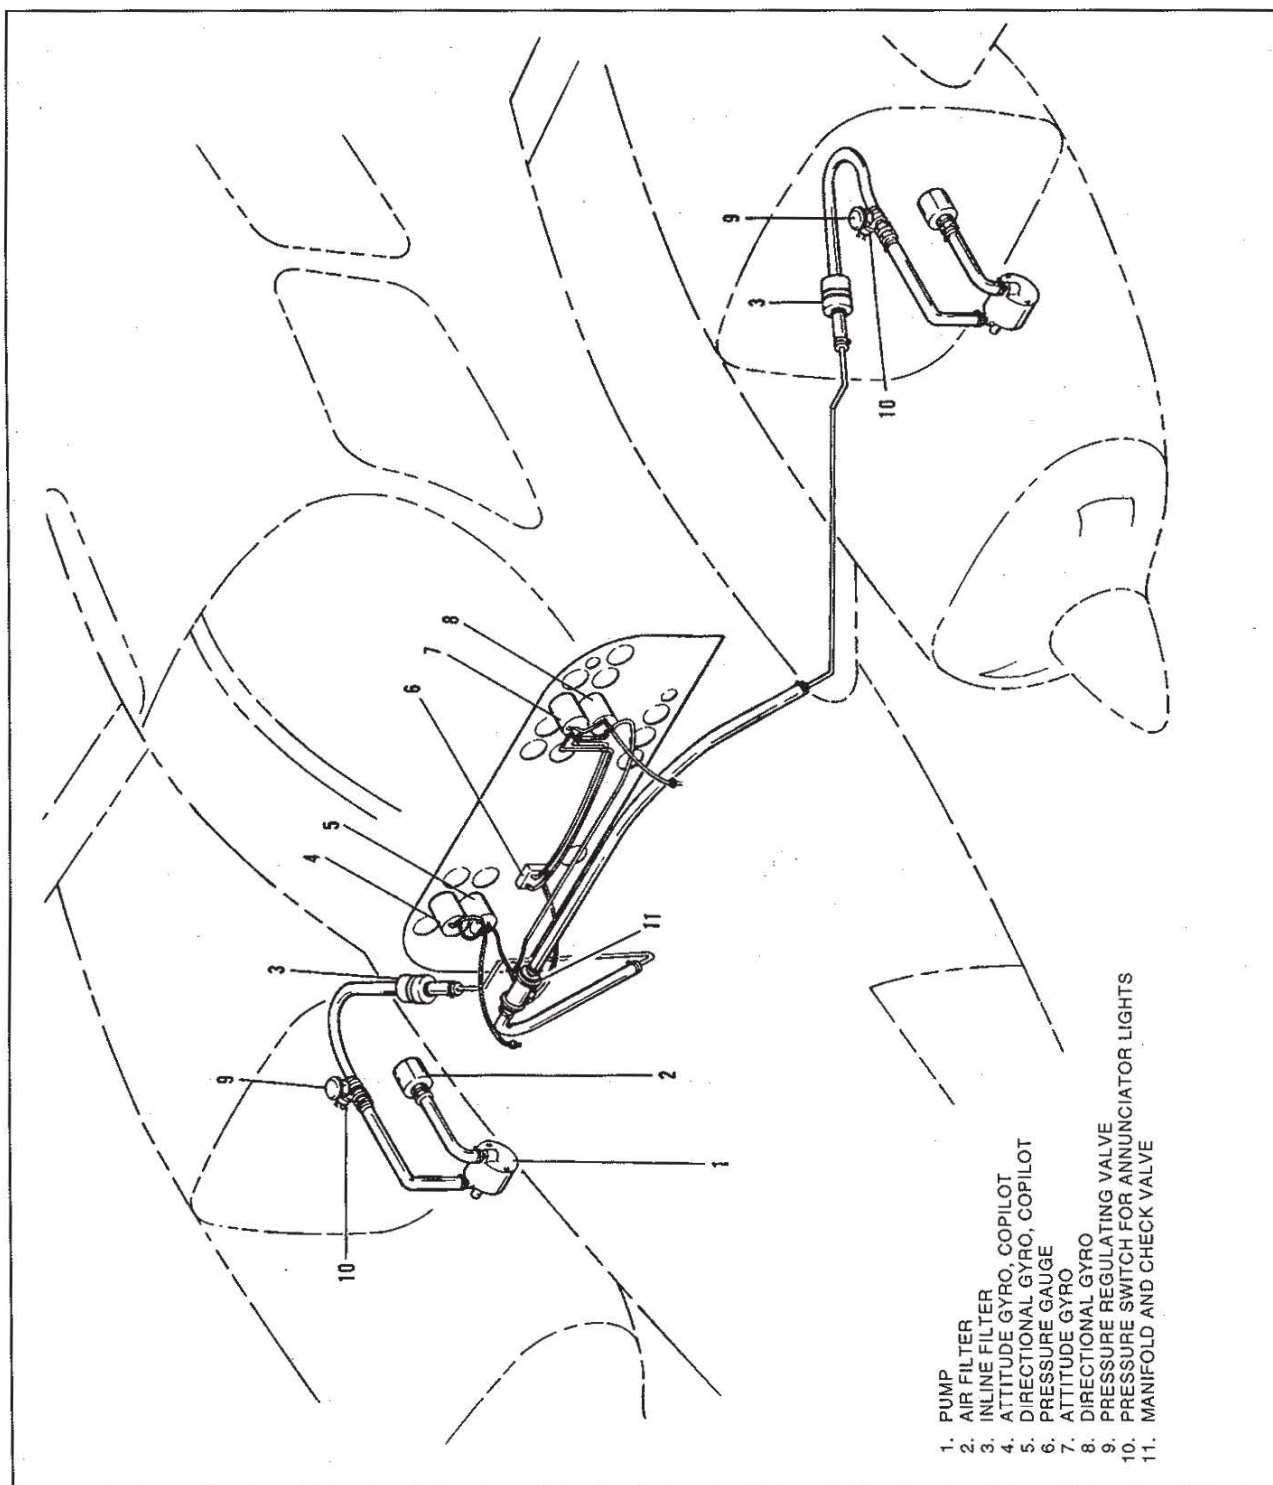 9
3
10
8
7
6
5
4
3
11
9
2
1
10
1. PUMP
2. AIR FILTER
3. INLINE FILTER
4. ATTITUDE GYRO, COPILOT
5. DIRECTIONAL GYRO, COPILOT
6. PRESSURE GAUGE
7. ATTITUDE GYRO
8. DIRECTIONAL GYRO
9. PRESSURE REGULATING VALVE
10. PRESSURE SWITCH FOR ANNUNCIATOR LIGHTS
11. MANIFOLD AND CHECK VALVE